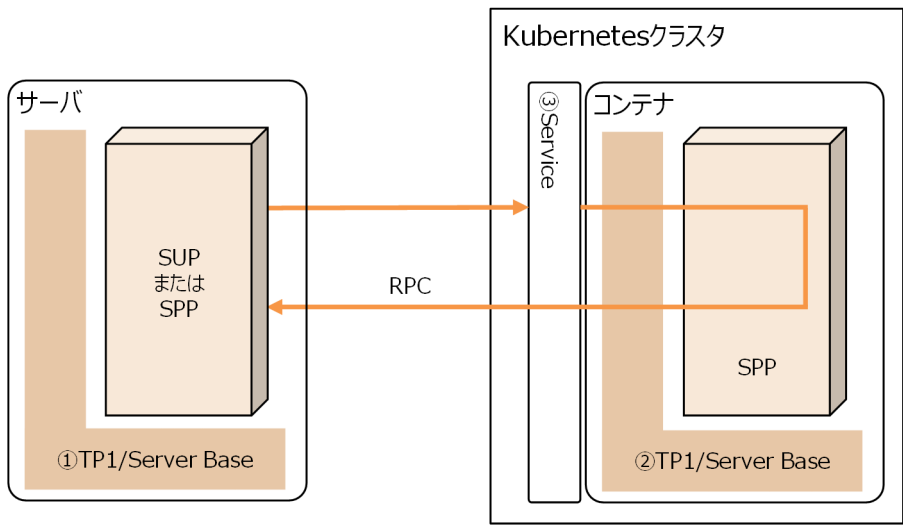 Kubernetesクラスタ
サーバ
SUP
または
SPP
①TP1/Server Base
RPC
③Service
コンテナ
SPP
②TP1/Server Base